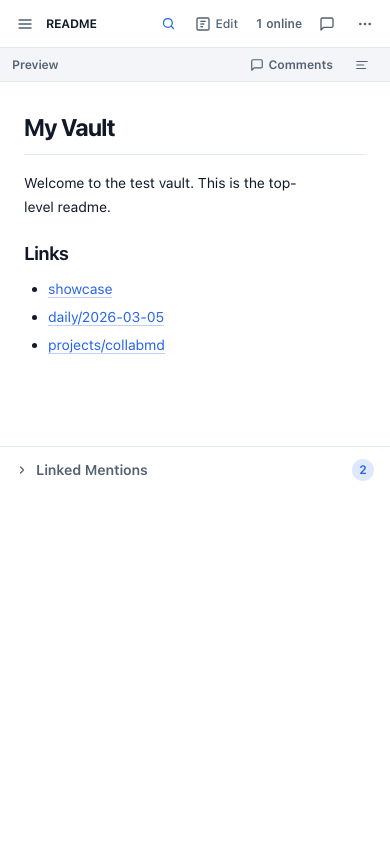 README
Edit
1 online
Preview
Comments
My Vault
Welcome to the test vault. This is the top-
level readme.
Links
showcase
daily/2026-03-05
projects/collabmd
Linked Mentions
2